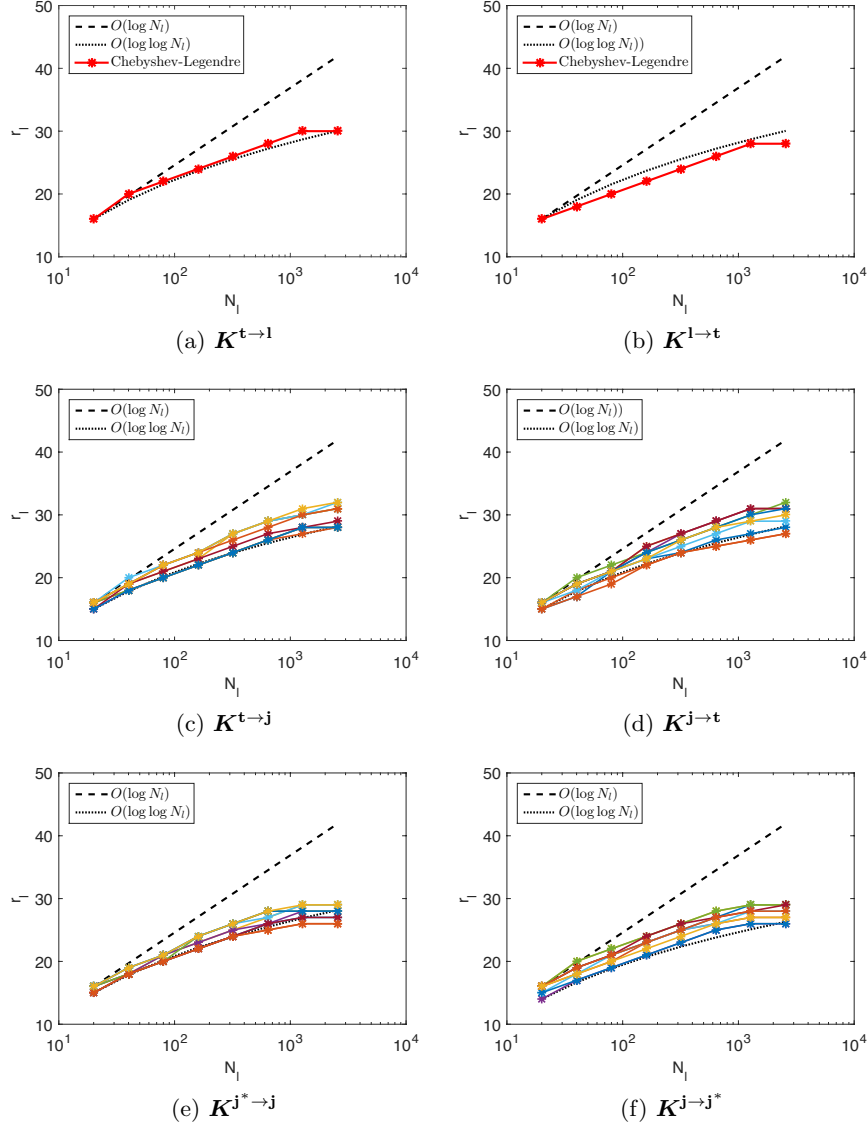 50
40
30
20
10
r_l
O(log N_l)
O(log log N_l)
Chebyshev-Legendre
10^1
10^2
10^3
10^4
N_l
(a) K^{t→l}
50
40
30
20
10
r_l
O(log N_l)
O(log log N_l))
Chebyshev-Legendre
10^1
10^2
10^3
10^4
N_l
(b) K^{l→t}
50
40
30
20
10
r_l
O(log N_l)
O(log log N_l)
10^1
10^2
10^3
10^4
N_l
(c) K^{t→j}
50
40
30
20
10
r_l
O(log N_l))
O(log log N_l)
10^1
10^2
10^3
10^4
N_l
(d) K^{j→t}
50
40
30
20
10
r_l
O(log N_l)
O(log log N_l)
10^1
10^2
10^3
10^4
N_l
(e) K^{j*→j}
50
40
30
20
10
r_l
O(log N_l)
O(log log N_l)
10^1
10^2
10^3
10^4
N_l
(f) K^{j→j*}